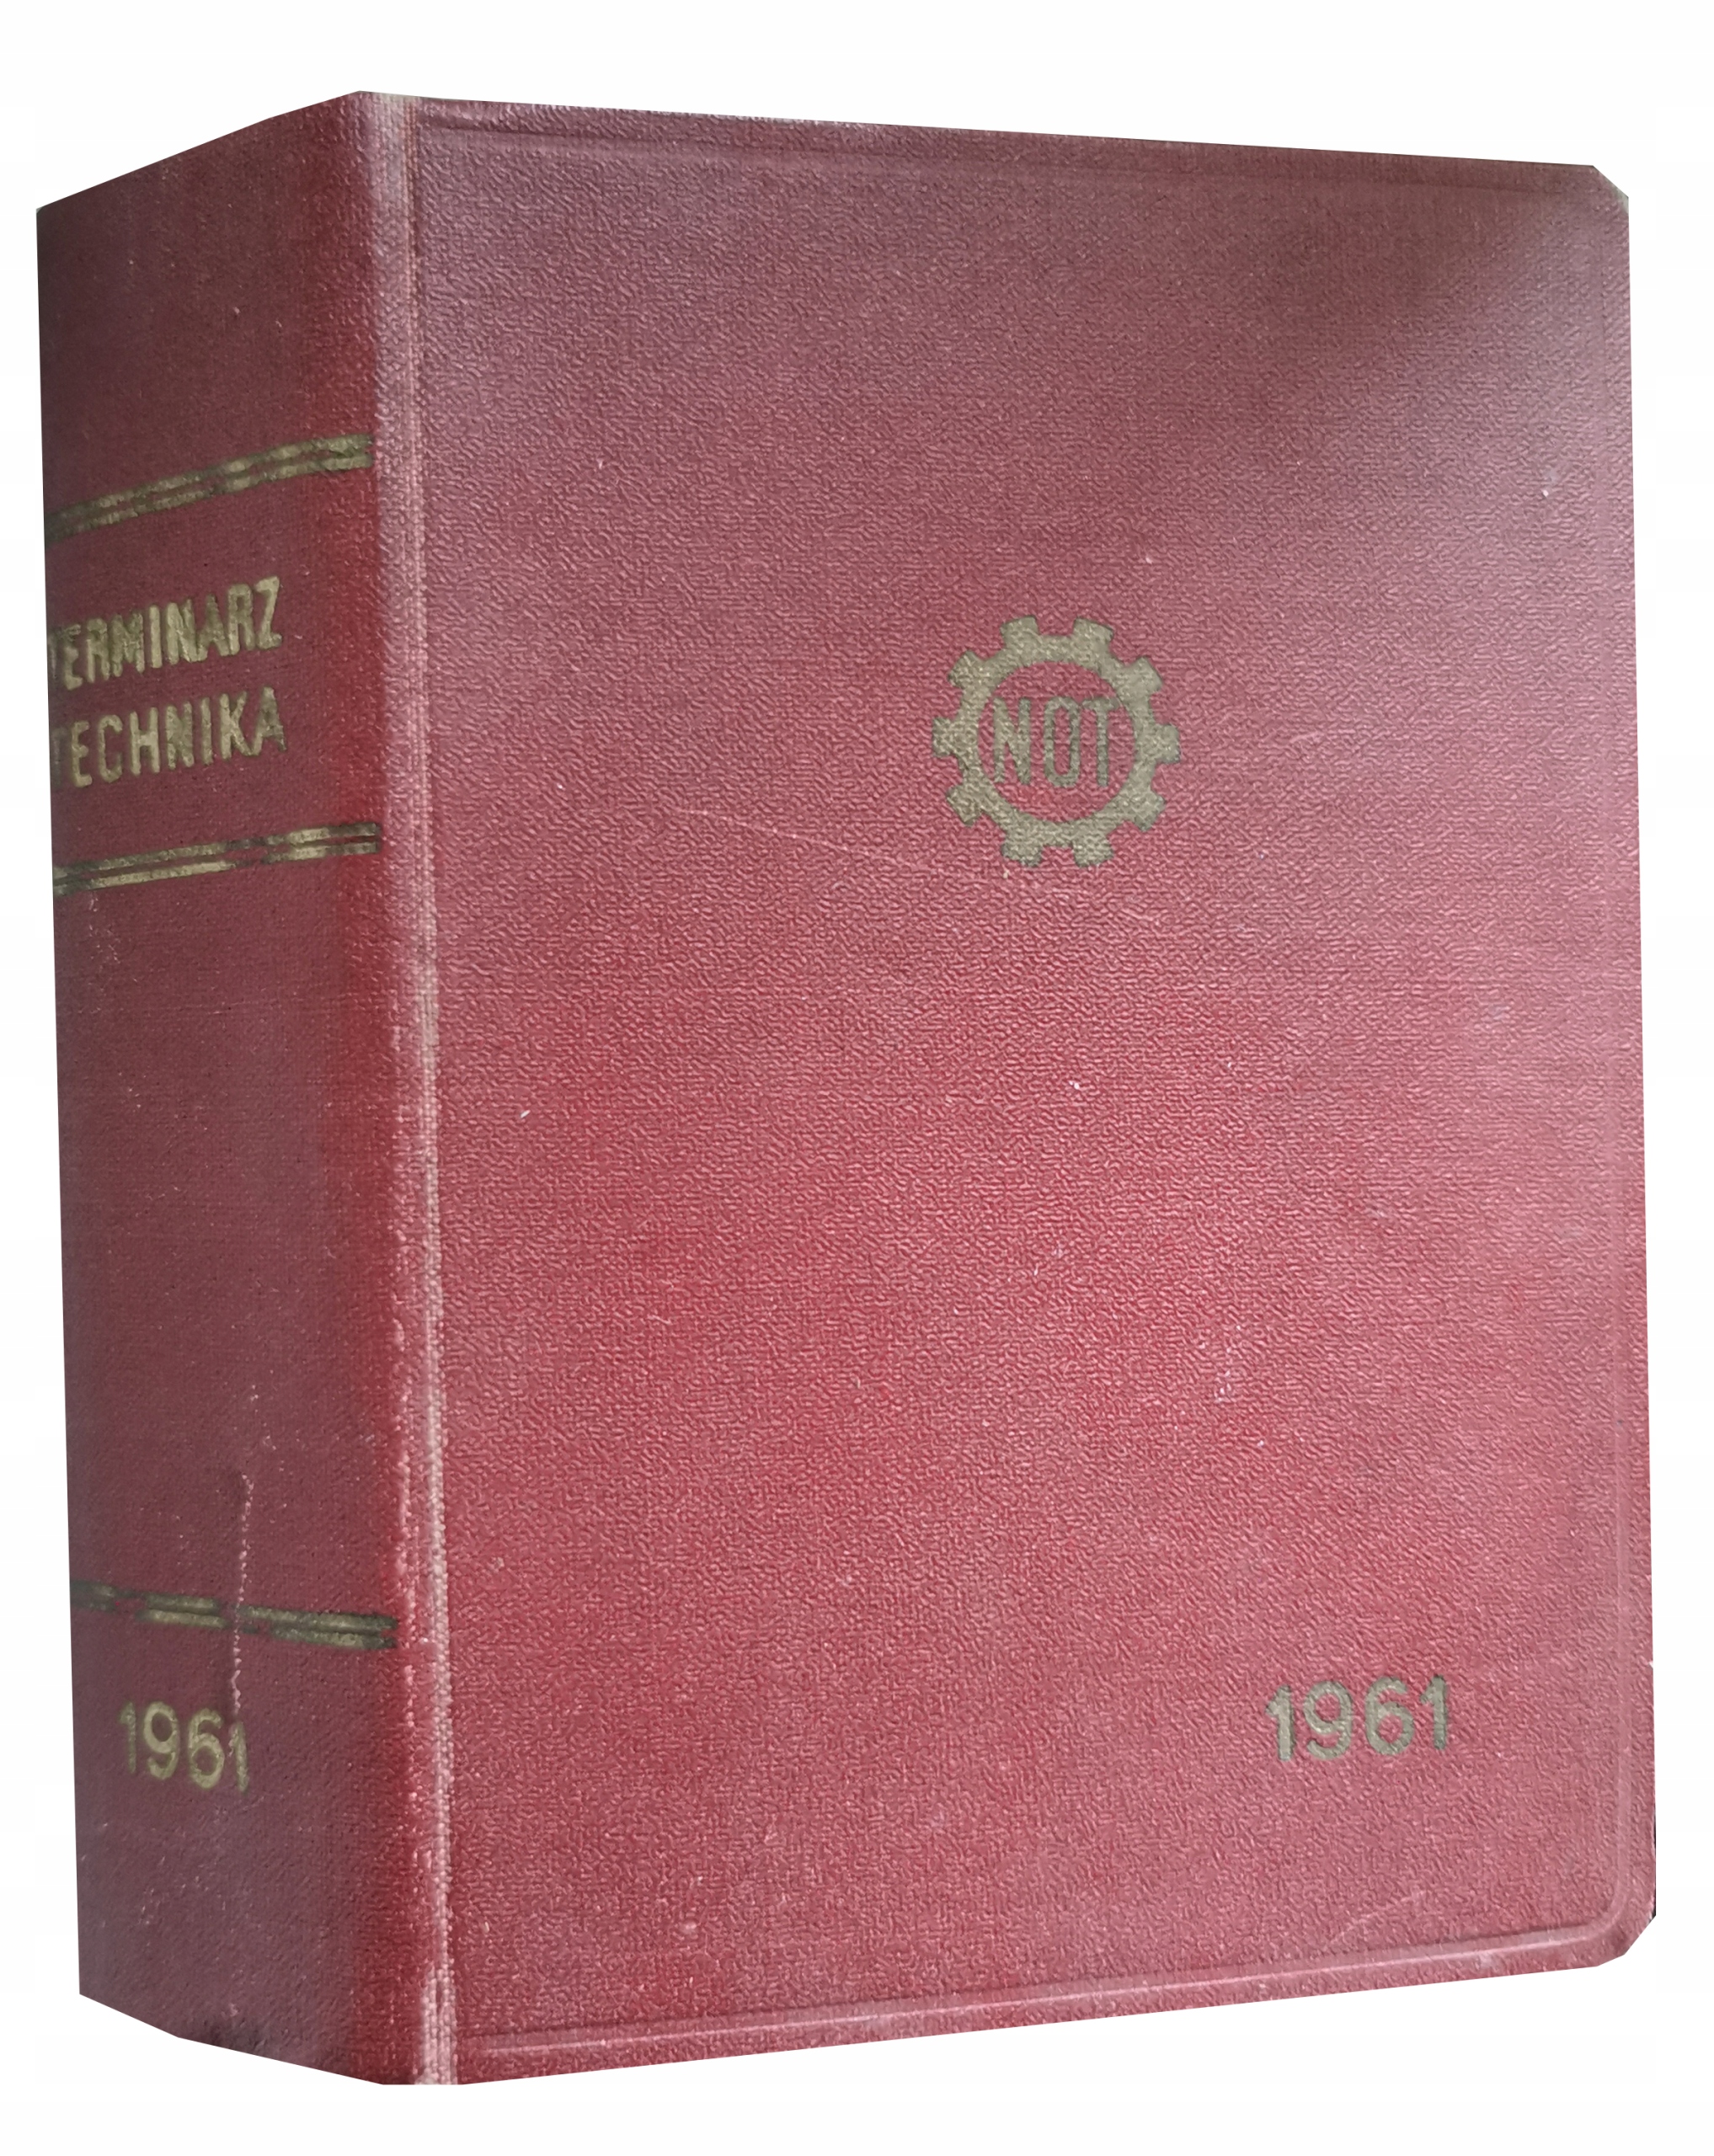 TERMINARZ
TECHNIKA
1961
NOT
1961